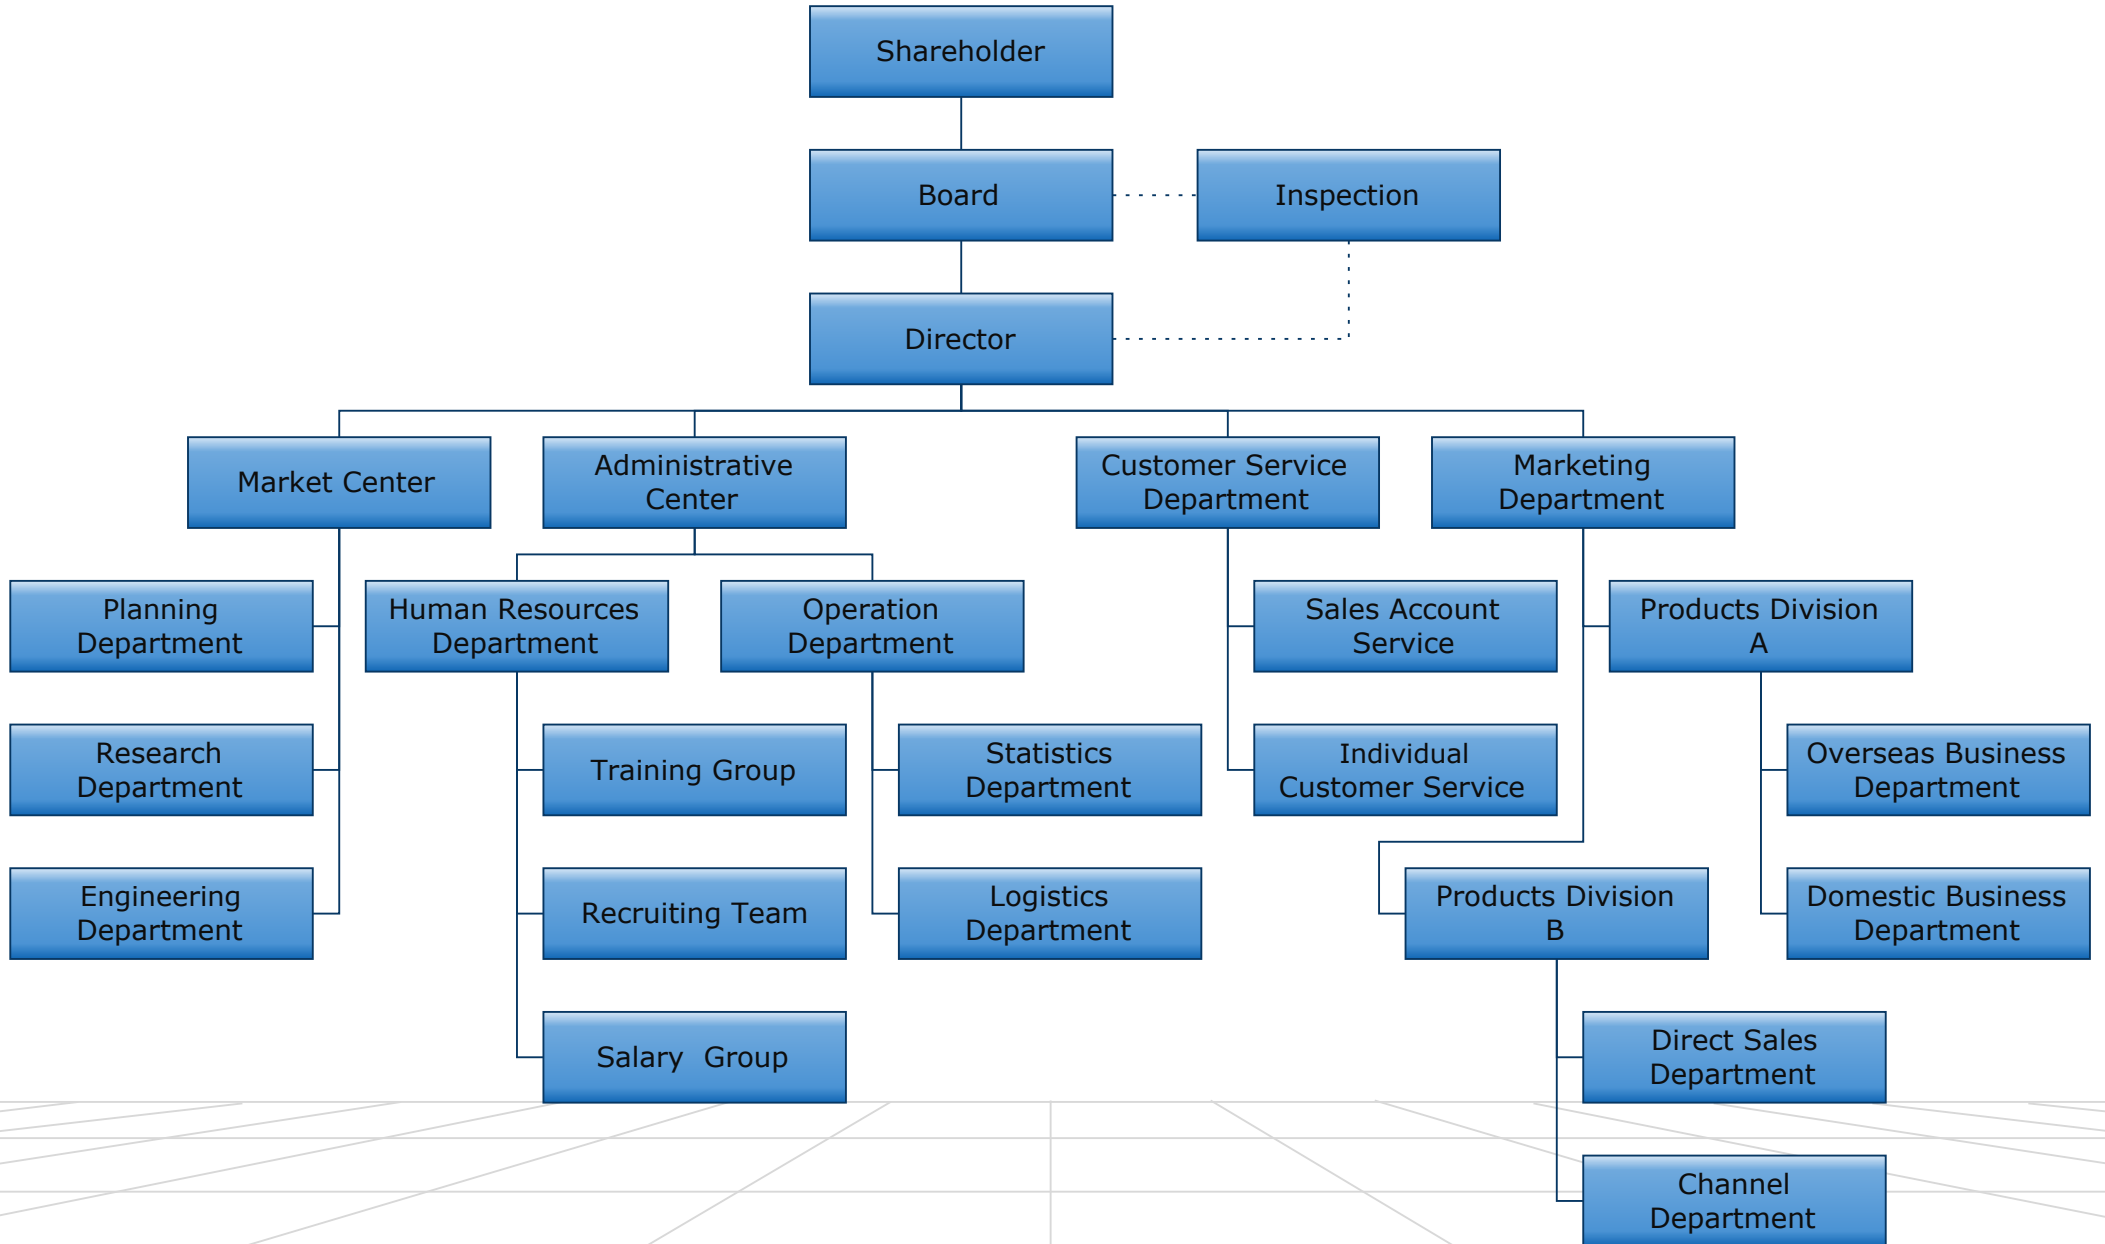 Shareholder
Board
Inspection
Director
Market Center
Administrative
Center
Customer Service
Department
Marketing
Department
Planning
Department
Human Resources
Department
Operation
Department
Sales Account
Service
Products Division
A
Research
Department
Training Group
Statistics
Department
Individual
Customer Service
Overseas Business
Department
Engineering
Department
Recruiting Team
Logistics
Department
Products Division
B
Domestic Business
Department
Salary  Group
Direct Sales
Department
Channel
Department